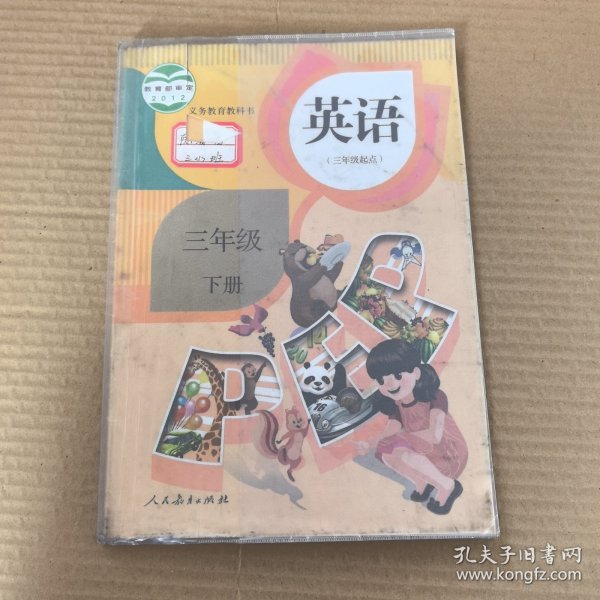 教育部审定
2012
义务教育教科书
英语
(三年级起点)
三年级
下册
PEP
人民教育出版社
孔夫子旧书网
www.kongfz.com